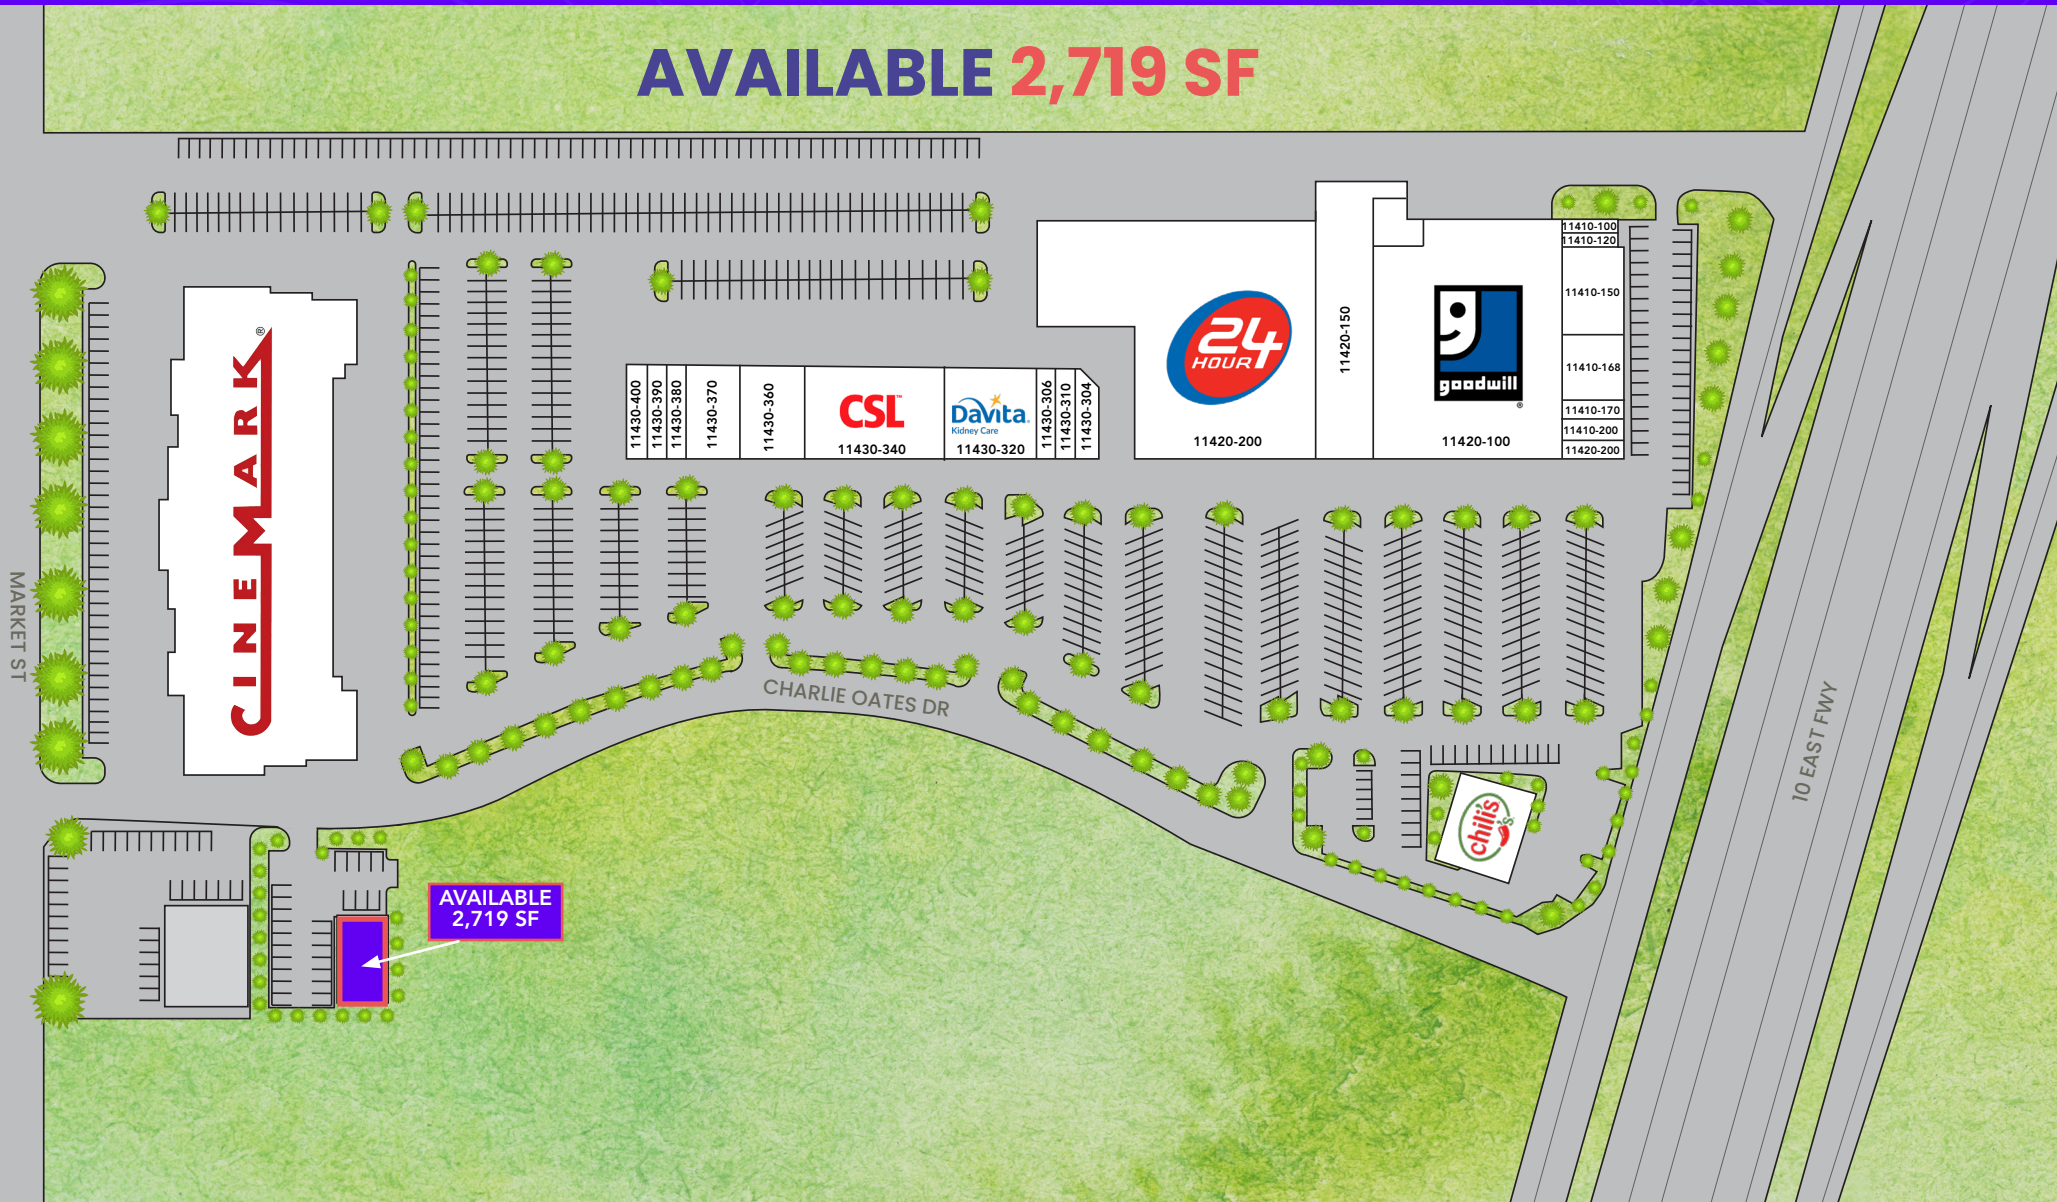 AVAILABLE 2,719 SF
MARKET ST
CINEMARK®
11430-400
11430-390
11430-380
11430-370
11430-360
CSL™
11430-340
DaVita.
Kidney Care
11430-320
11430-306
11430-310
11430-304
24
HOUR
11420-200
11420-150
goodwill®
11420-100
11410-100
11410-120
11410-150
11410-168
11410-170
11410-200
11420-200
CHARLIE OATES DR
10 EAST FWY
chili's
AVAILABLE
2,719 SF